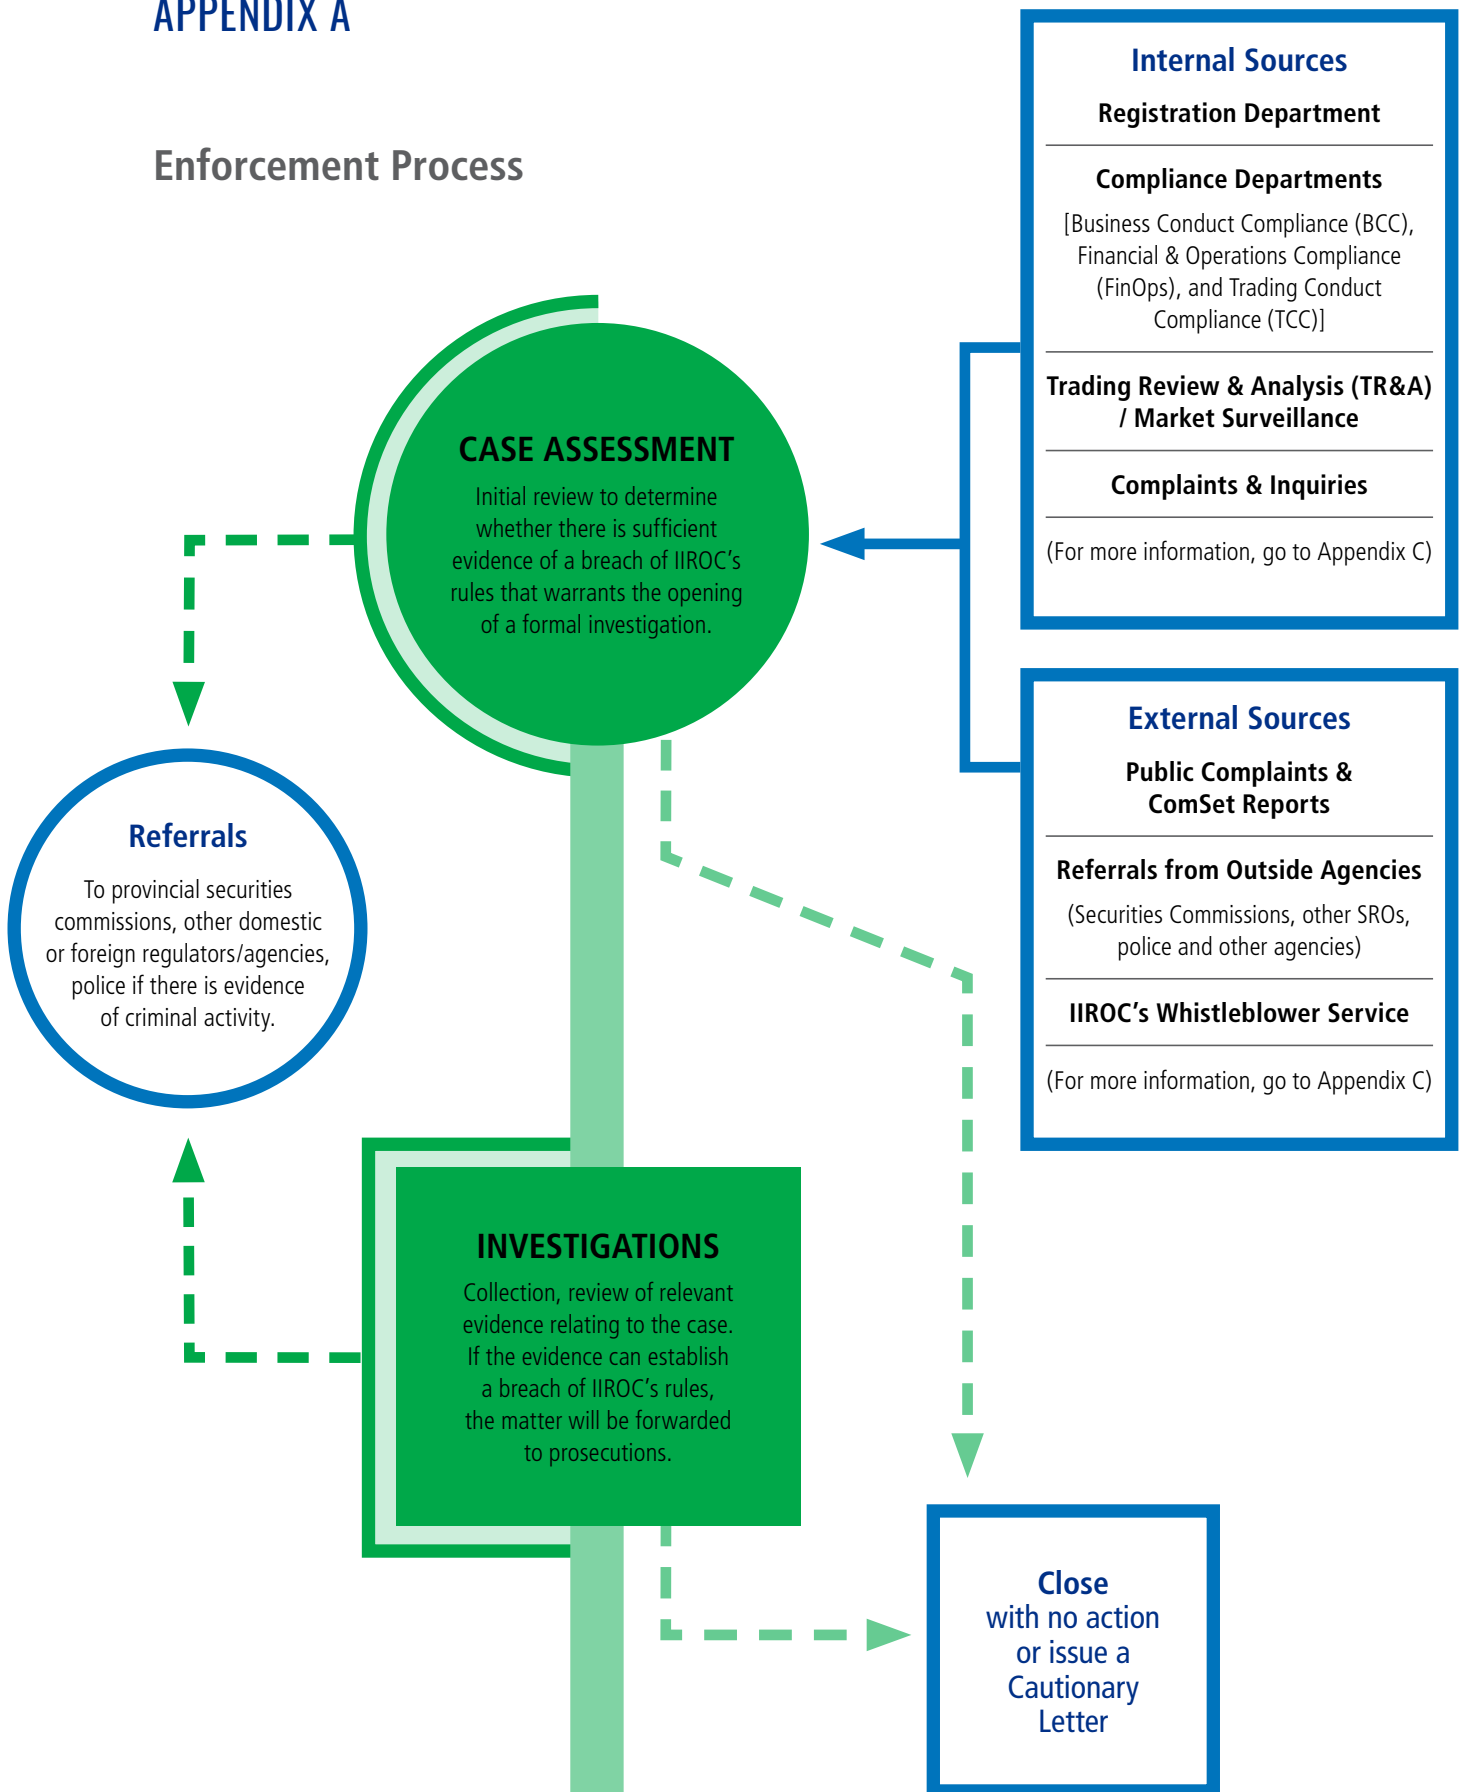 APPENDIX A
Enforcement Process
Internal Sources
Registration Department
Compliance Departments
[Business Conduct Compliance (BCC),
Financial & Operations Compliance
(FinOps), and Trading Conduct
Compliance (TCC)]
Trading Review & Analysis (TR&A)
/ Market Surveillance
Complaints & Inquiries
(For more information, go to Appendix C)
CASE ASSESSMENT
Initial review to determine
whether there is sufficient
evidence of a breach of IIROC’s
rules that warrants the opening
of a formal investigation.
External Sources
Public Complaints &
ComSet Reports
Referrals from Outside Agencies
(Securities Commissions, other SROs,
police and other agencies)
IIROC’s Whistleblower Service
(For more information, go to Appendix C)
Referrals
To provincial securities
commissions, other domestic
or foreign regulators/agencies,
police if there is evidence
of criminal activity.
INVESTIGATIONS
Collection, review of relevant
evidence relating to the case.
If the evidence can establish
a breach of IIROC’s rules,
the matter will be forwarded
to prosecutions.
Close
with no action
or issue a
Cautionary
Letter